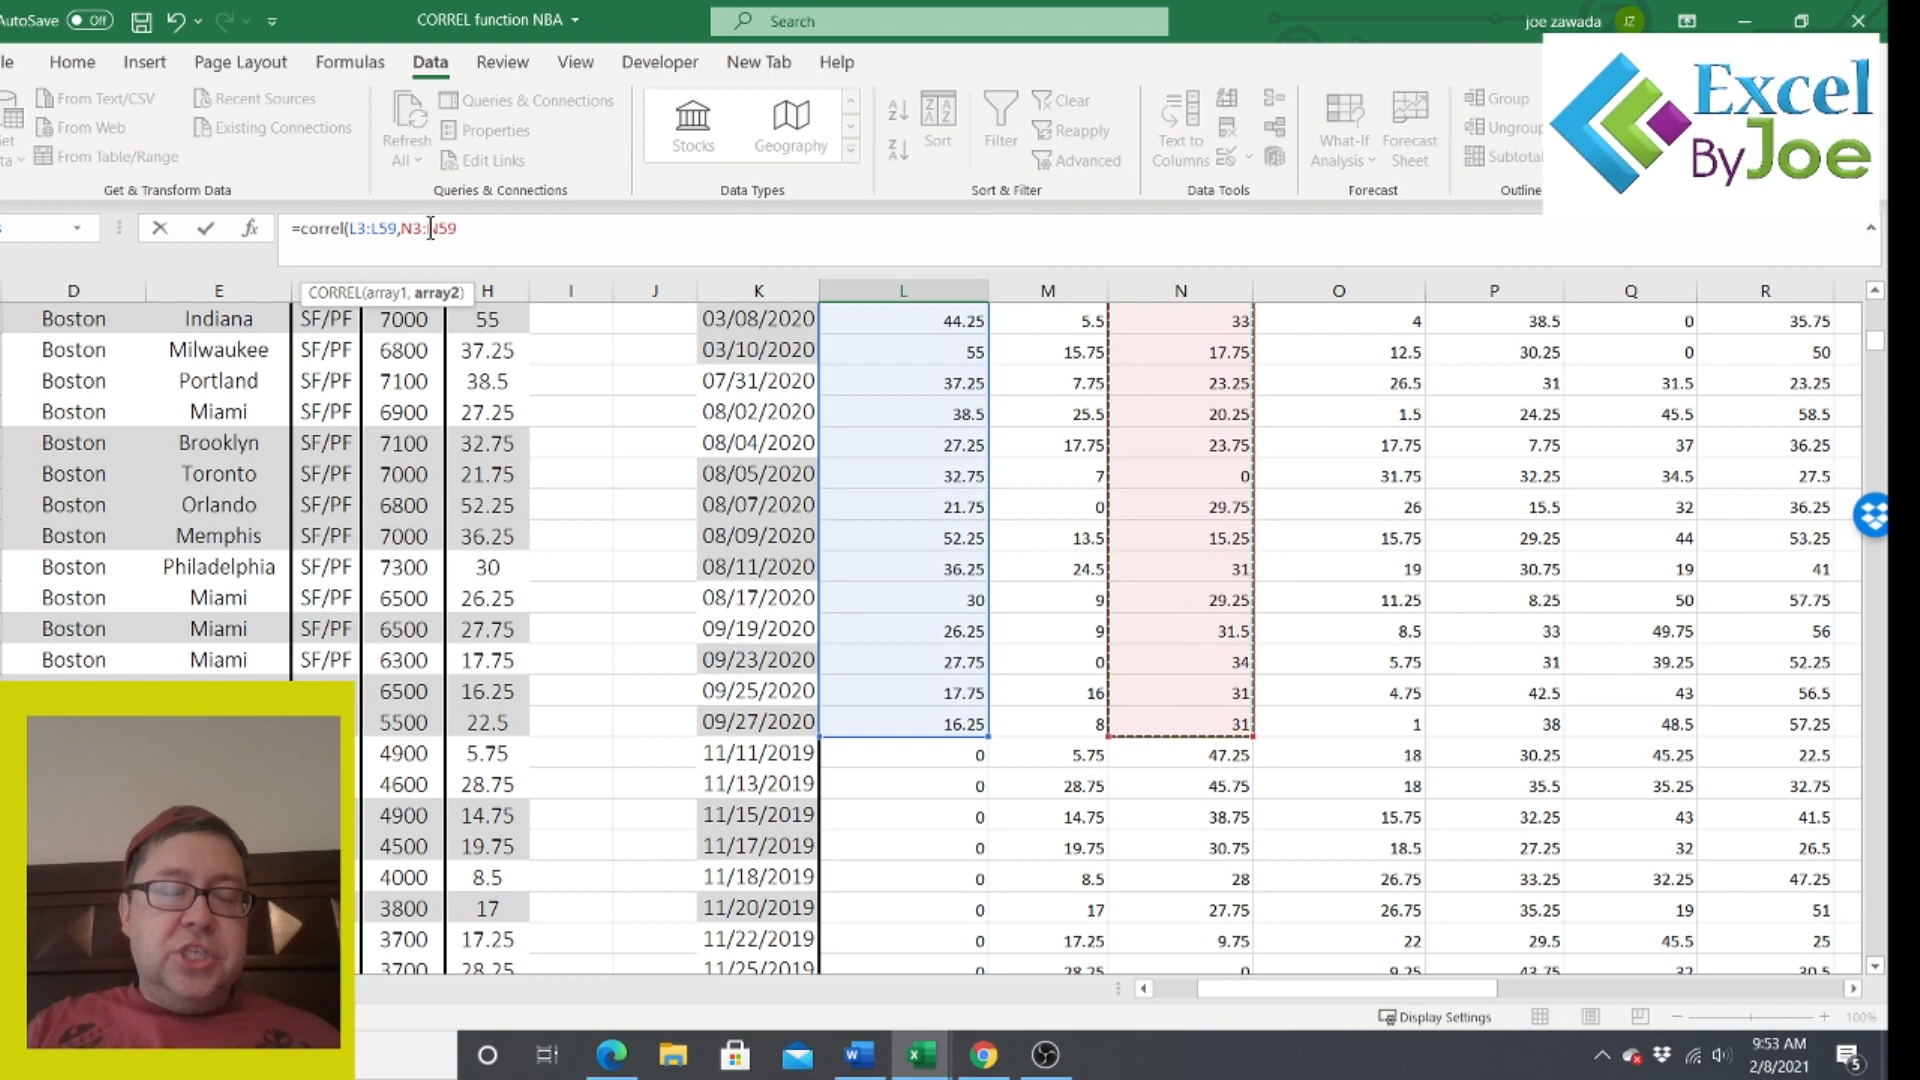 AutoSave Off
CORREL function NBA
Search
joe zawada JZ
Home Insert Page Layout Formulas Data Review View Developer New Tab Help
From Text/CSV
From Web
From Table/Range
Recent Sources
Existing Connections
Get & Transform Data
Refresh
All
Queries & Connections
Properties
Edit Links
Queries & Connections
Stocks
Geography
Data Types
Sort
Filter
Clear
Reapply
Advanced
Sort & Filter
Text to
Columns
Data Tools
What-If
Analysis
Forecast
Sheet
Forecast
Group
Ungroup
Subtotal
Outline
Excel
By Joe
=correl(L3:L59,N3:N59
CORREL(array1, array2)
D E H I J K L M N O P Q R
Boston Indiana SF/PF 7000 55 03/08/2020 44.25 5.5 33 4 38.5 0 35.75
Boston Milwaukee SF/PF 6800 37.25 03/10/2020 55 15.75 17.75 12.5 30.25 0 50
Boston Portland SF/PF 7100 38.5 07/31/2020 37.25 7.75 23.25 26.5 31 31.5 23.25
Boston Miami SF/PF 6900 27.25 08/02/2020 38.5 25.5 20.25 1.5 24.25 45.5 58.5
Boston Brooklyn SF/PF 7100 32.75 08/04/2020 27.25 17.75 23.75 17.75 7.75 37 36.25
Boston Toronto SF/PF 7000 21.75 08/05/2020 32.75 7 0 31.75 32.25 34.5 27.5
Boston Orlando SF/PF 6800 52.25 08/07/2020 21.75 0 29.75 26 15.5 32 36.25
Boston Memphis SF/PF 7000 36.25 08/09/2020 52.25 13.5 15.25 15.75 29.25 44 53.25
Boston Philadelphia SF/PF 7300 30 08/11/2020 36.25 24.5 31 19 30.75 19 41
Boston Miami SF/PF 6500 26.25 08/17/2020 30 9 29.25 11.25 8.25 50 57.75
Boston Miami SF/PF 6500 27.75 09/19/2020 26.25 9 31.5 8.5 33 49.75 56
Boston Miami SF/PF 6300 17.75 09/23/2020 27.75 0 34 5.75 31 39.25 52.25
6500 16.25 09/25/2020 17.75 16 31 4.75 42.5 43 56.5
5500 22.5 09/27/2020 16.25 8 31 1 38 48.5 57.25
4900 5.75 11/11/2019 0 5.75 47.25 18 30.25 45.25 22.5
4600 28.75 11/13/2019 0 28.75 45.75 18 35.5 35.25 32.75
4900 14.75 11/15/2019 0 14.75 38.75 15.75 32.25 43 41.5
4500 19.75 11/17/2019 0 19.75 30.75 18.5 27.25 32 26.5
4000 8.5 11/18/2019 0 8.5 28 26.75 33.25 32.25 47.25
3800 17 11/20/2019 0 17 27.75 26.75 35.25 19 51
3700 17.25 11/22/2019 0 17.25 9.75 22 29.5 45.5 25
3700 28.25 11/25/2019 0 28.25 0 9.25 43.75 32 30.5
Display Settings
100%
9:53 AM
2/8/2021
5